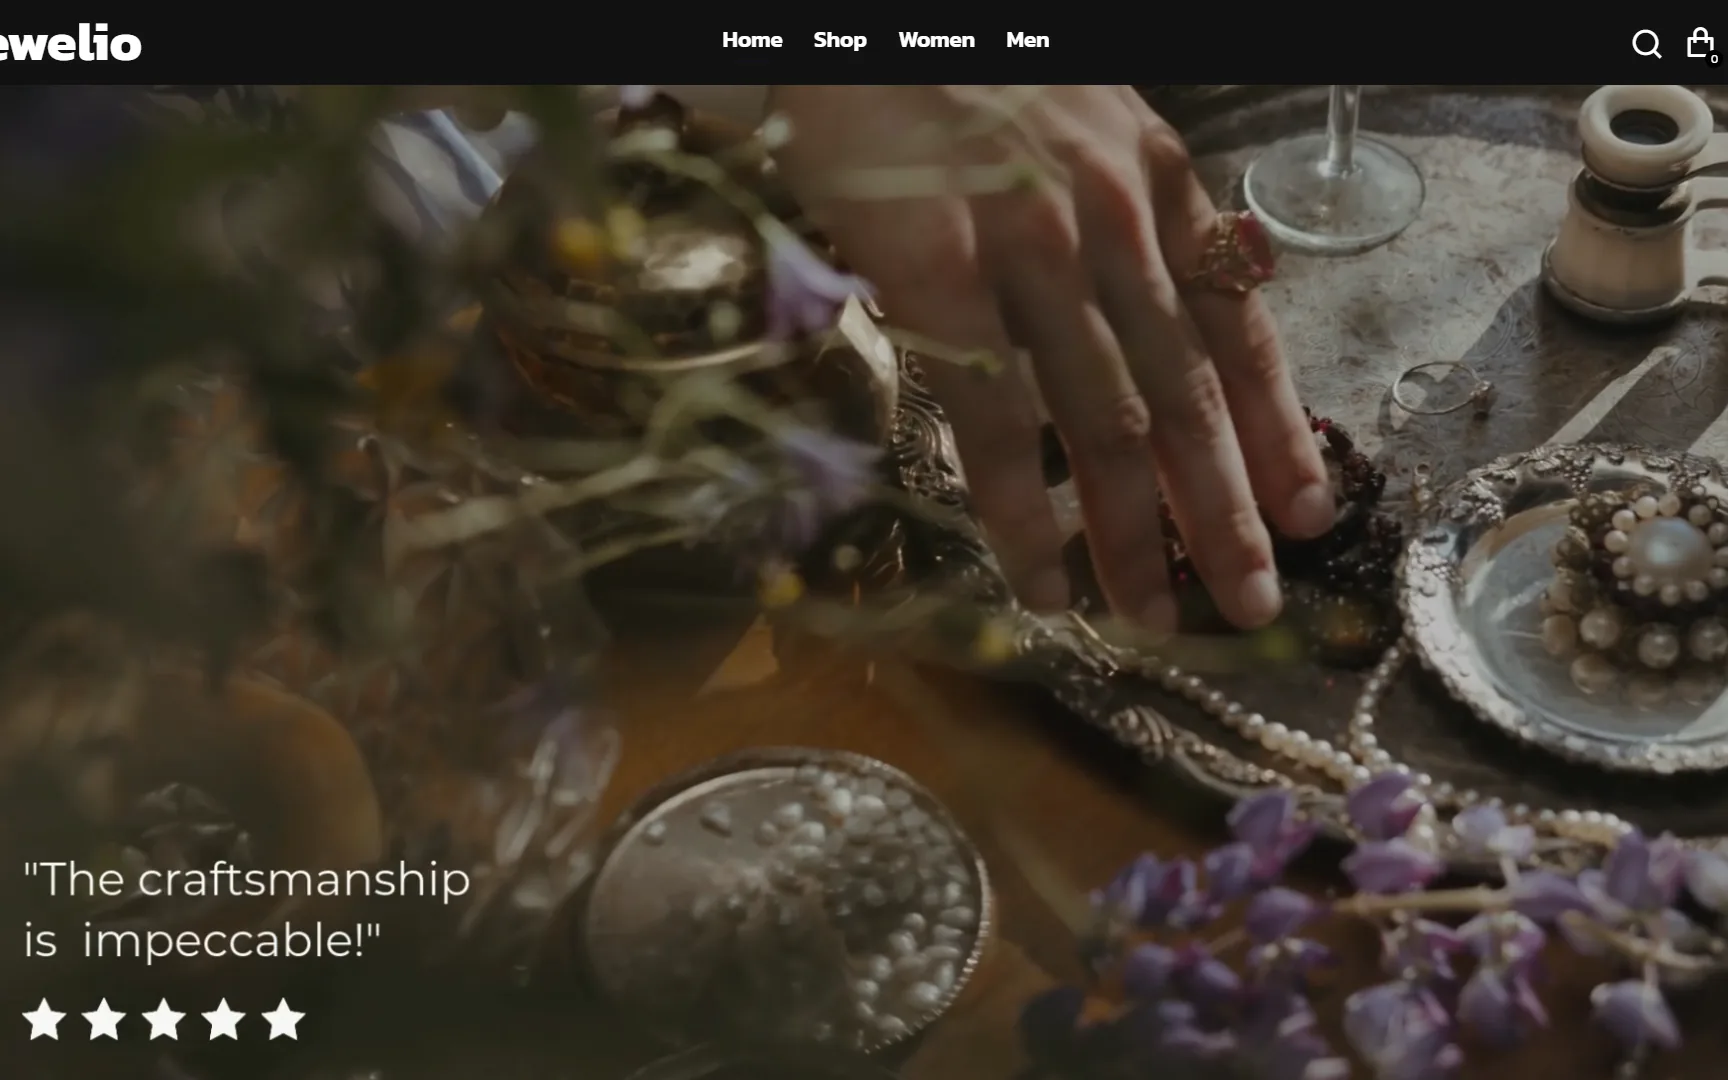 ewelio
Home Shop Women Men
0
"The craftsmanship
is impeccable!"